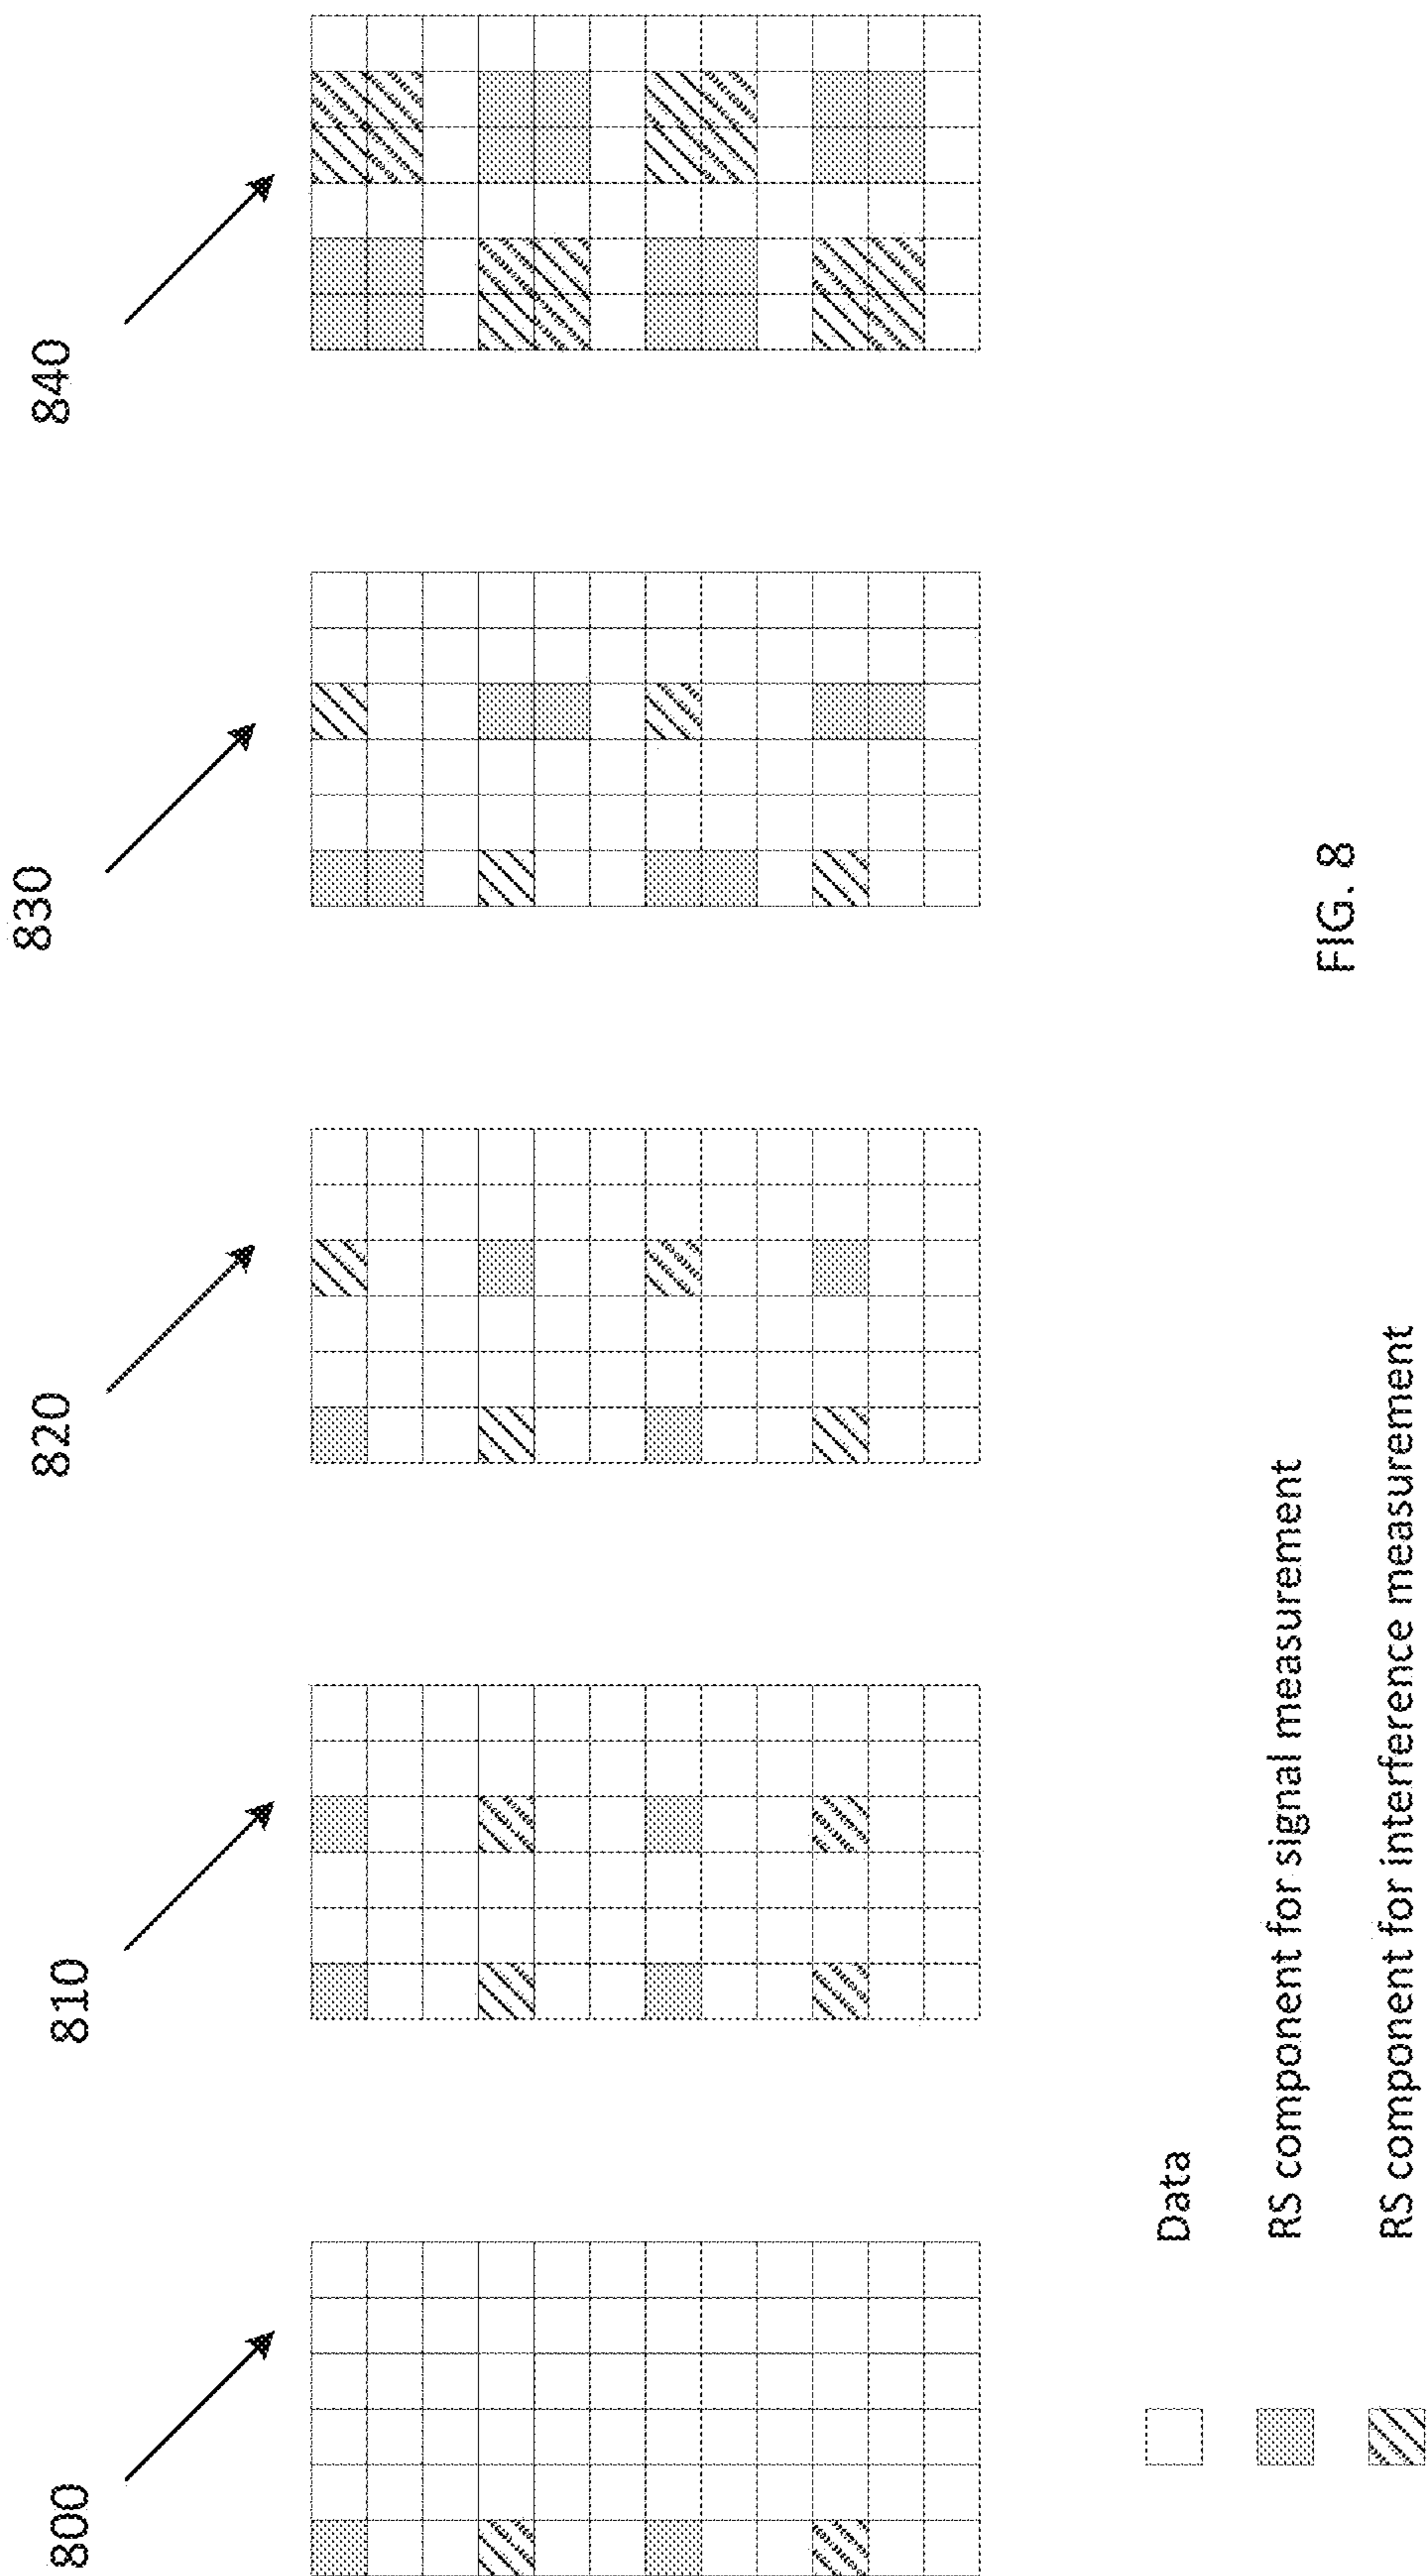 800
810
820
830
840
Data
RS component for signal measurement
RS component for interference measurement
FIG. 8